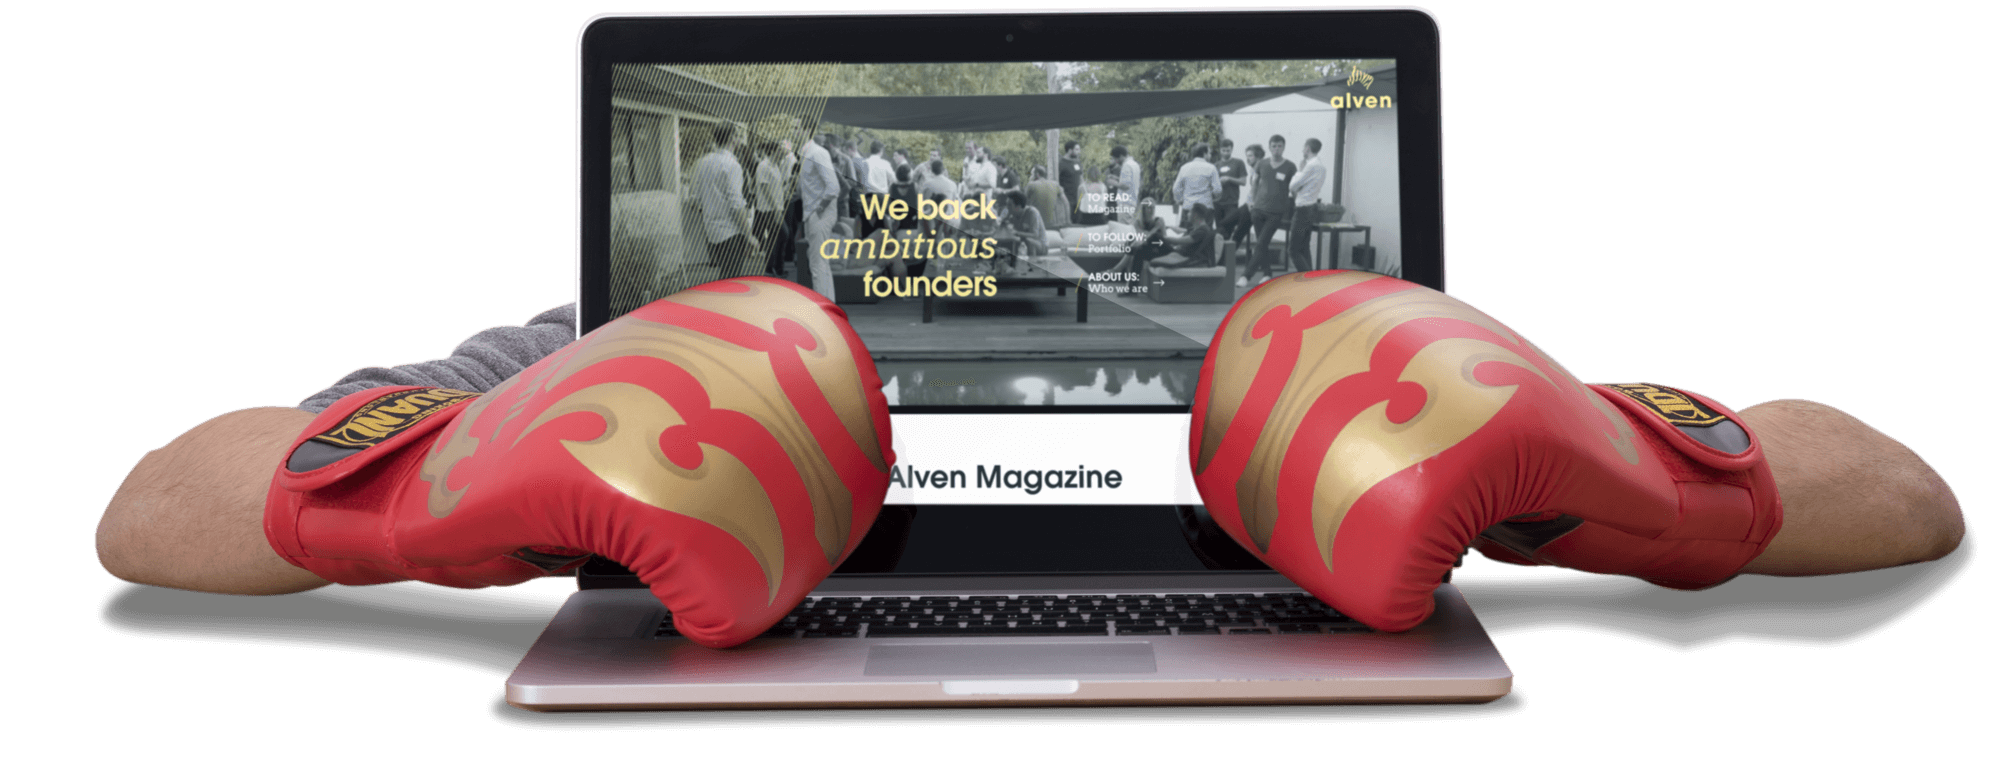 alven
We back
ambitious
founders
TO READ:
Magazine
TO FOLLOW:
Portfolio
ABOUT US:
Who we are
Alven Magazine